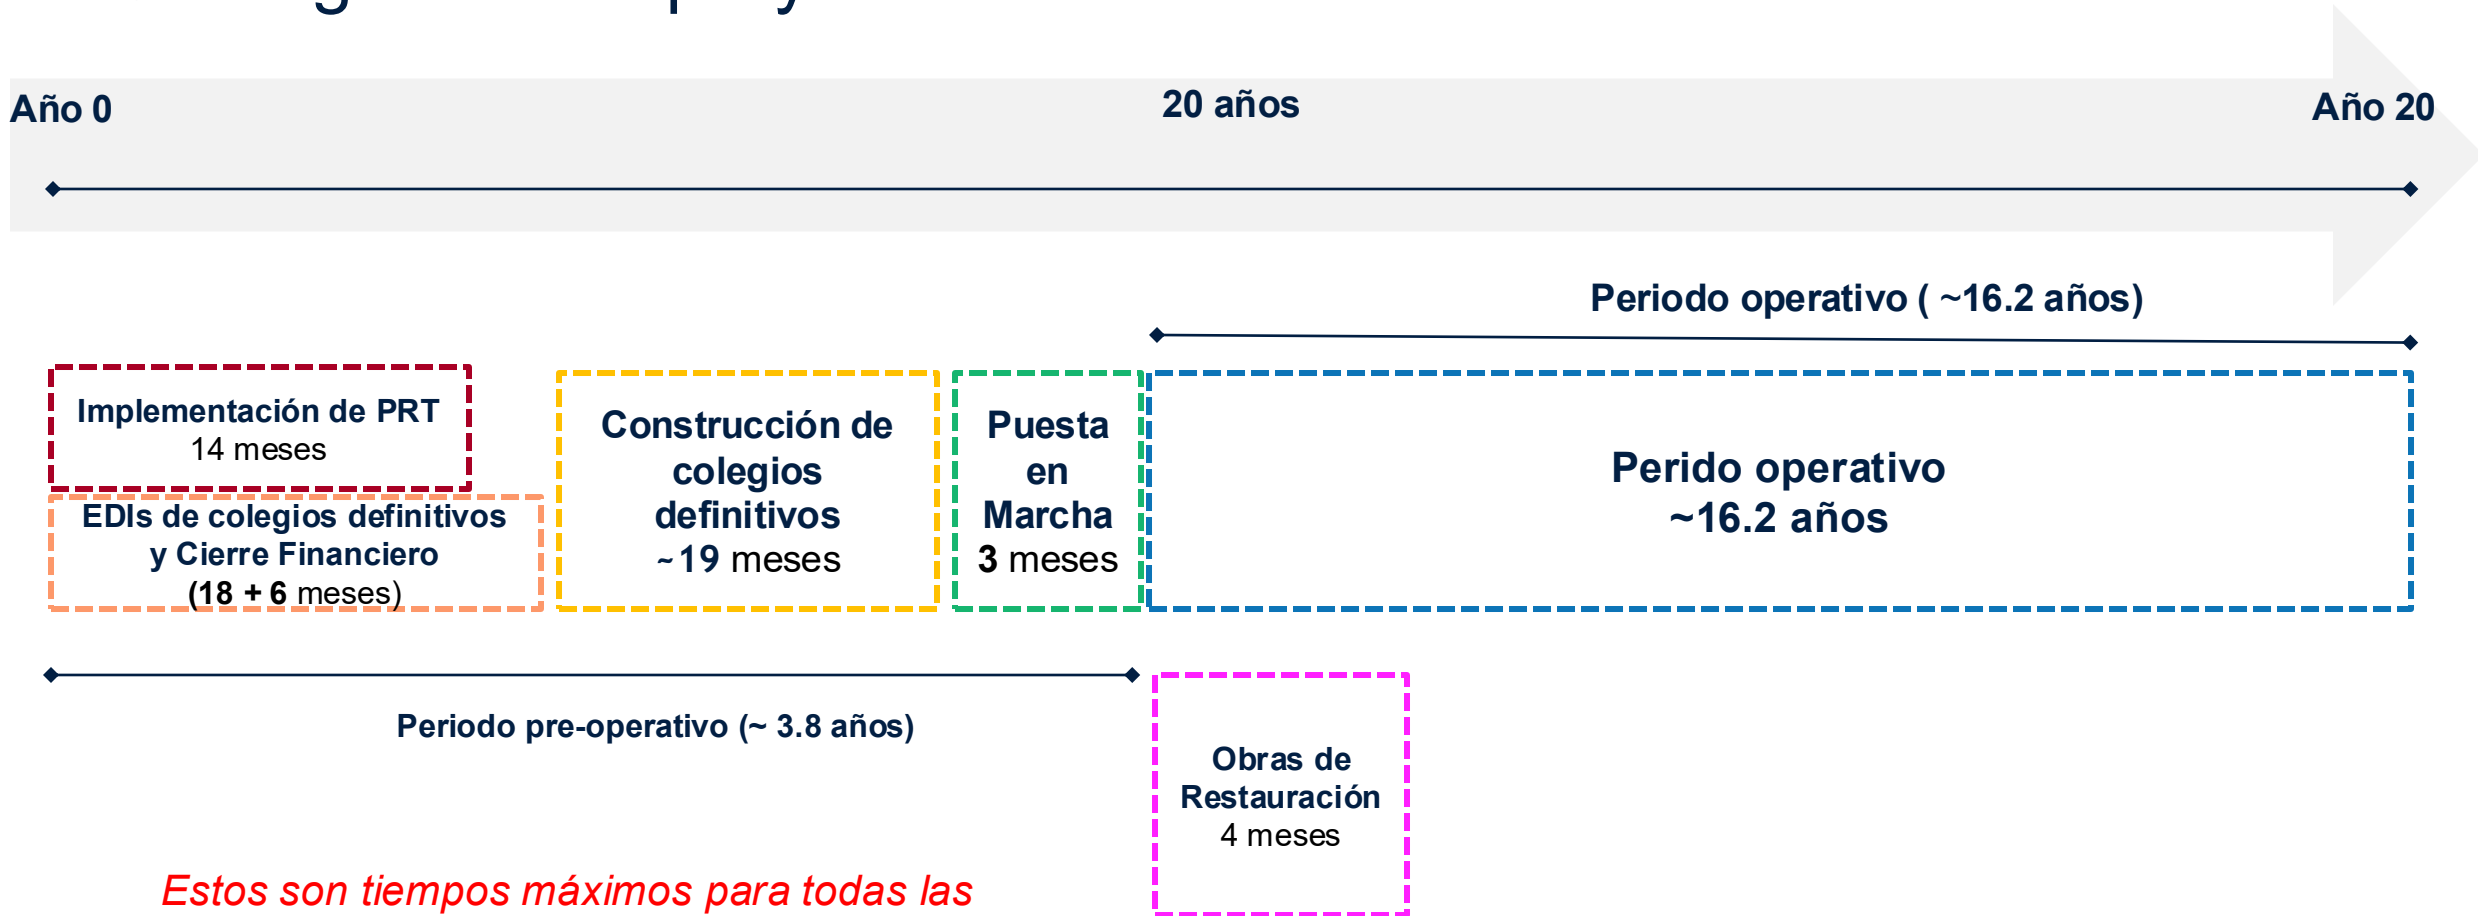 Año 0
20 años
Año 20
Periodo operativo ( ~16.2 años)
Implementación de PRT
14 meses
EDIs de colegios definitivos
y Cierre Financiero
(18 + 6 meses)
Construcción de
colegios
definitivos
~19 meses
Puesta
en
Marcha
3 meses
Perido operativo
~16.2 años
Periodo pre-operativo (~ 3.8 años)
Obras de
Restauración
4 meses
Estos son tiempos máximos para todas las